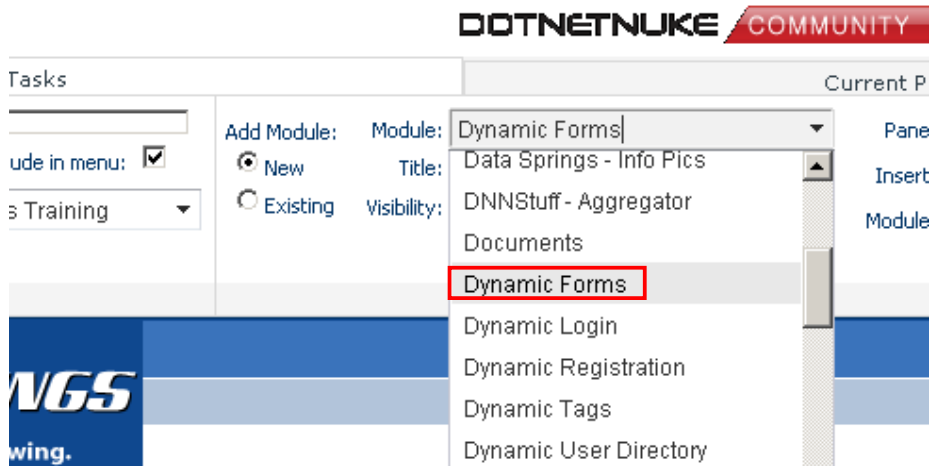 DOTNETNUKE COMMUNITY
Tasks
Current P
Add Module:
Module:
Dynamic Forms
Pane
ude in menu:
New
Title:
Data Springs - Info Pics
Insert
s Training
Existing
Visibility:
DNNStuff - Aggregator
Module
Documents
Dynamic Forms
Dynamic Login
Dynamic Registration
Dynamic Tags
Dynamic User Directory
NGS
wing.